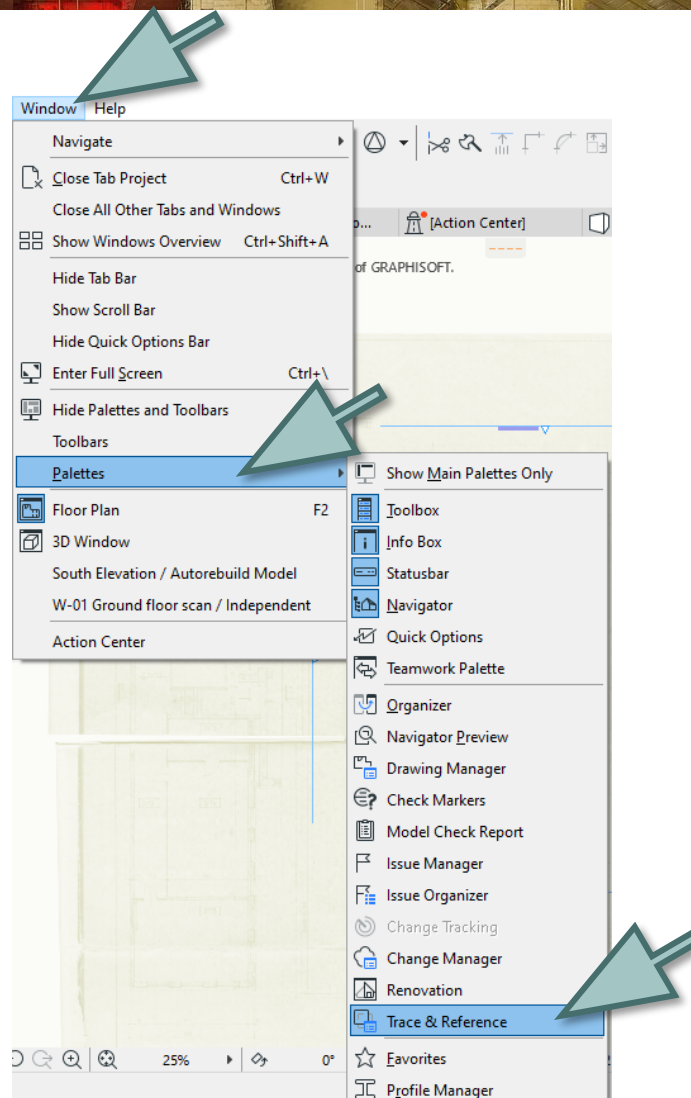 Window Help
Navigate
Close Tab Project Ctrl+W
Close All Other Tabs and Windows
o... [Action Center]
Show Windows Overview Ctrl+Shift+A
of GRAPHISOFT.
Hide Tab Bar
Show Scroll Bar
Hide Quick Options Bar
Enter Full Screen Ctrl+\
Hide Palettes and Toolbars
Toolbars
Palettes
Floor Plan F2
3D Window
South Elevation / Autorebuild Model
W-01 Ground floor scan / Independent
Action Center
Show Main Palettes Only
Toolbox
Info Box
Statusbar
Navigator
Quick Options
Teamwork Palette
Organizer
Navigator Preview
Drawing Manager
Check Markers
Model Check Report
Issue Manager
Issue Organizer
Change Tracking
Change Manager
Renovation
Trace & Reference
Favorites
Profile Manager
25% 0°